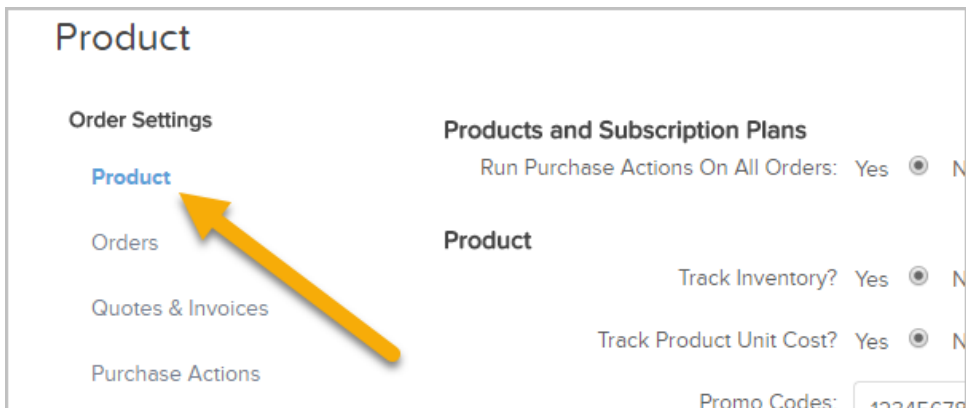 Product
Order Settings
Product
Orders
Quotes & Invoices
Purchase Actions
Products and Subscription Plans
Run Purchase Actions On All Orders: Yes N
Product
Track Inventory? Yes N
Track Product Unit Cost? Yes N
Promo Codes: 12345678